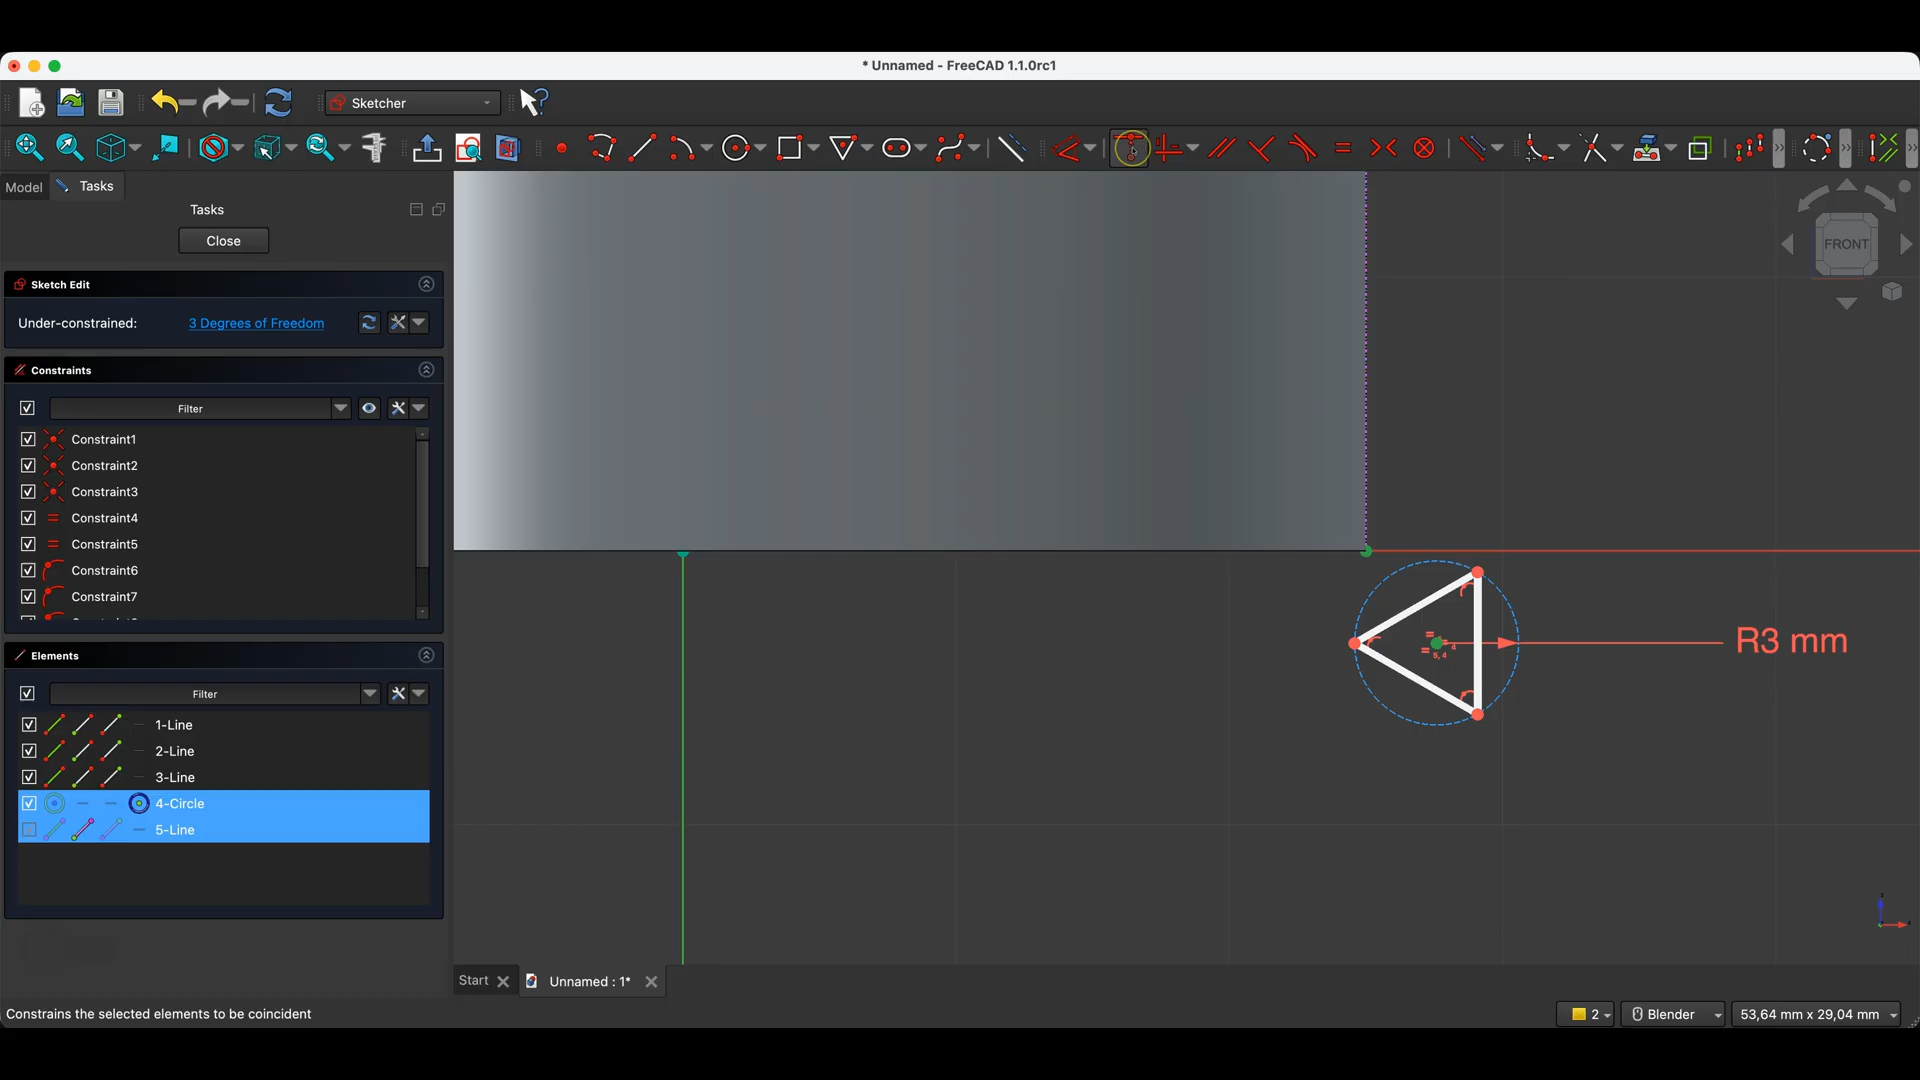 * Unnamed - FreeCAD 1.1.0rc1
Sketcher
Model
Tasks
Tasks
Close
Sketch Edit
Under-constrained:
3 Degrees of Freedom
Constraints
Filter
Constraint1
Constraint2
Constraint3
Constraint4
Constraint5
Constraint6
Constraint7
Elements
Filter
1-Line
2-Line
3-Line
4-Circle
5-Line
FRONT
R3 mm
Start
Unnamed : 1*
Constrains the selected elements to be coincident
2
Blender
53,64 mm x 29,04 mm